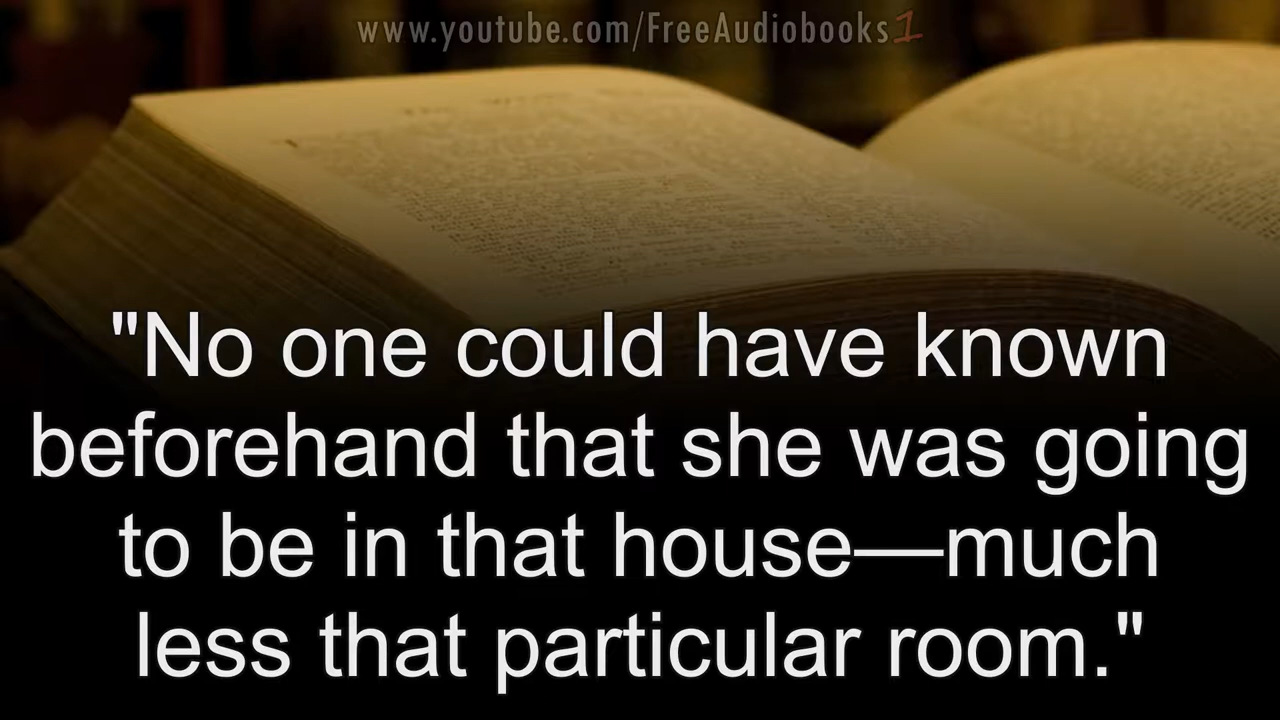 www.youtube.com/FreeAudiobooks1
"No one could have known
beforehand that she was going
to be in that house—much
less that particular room."